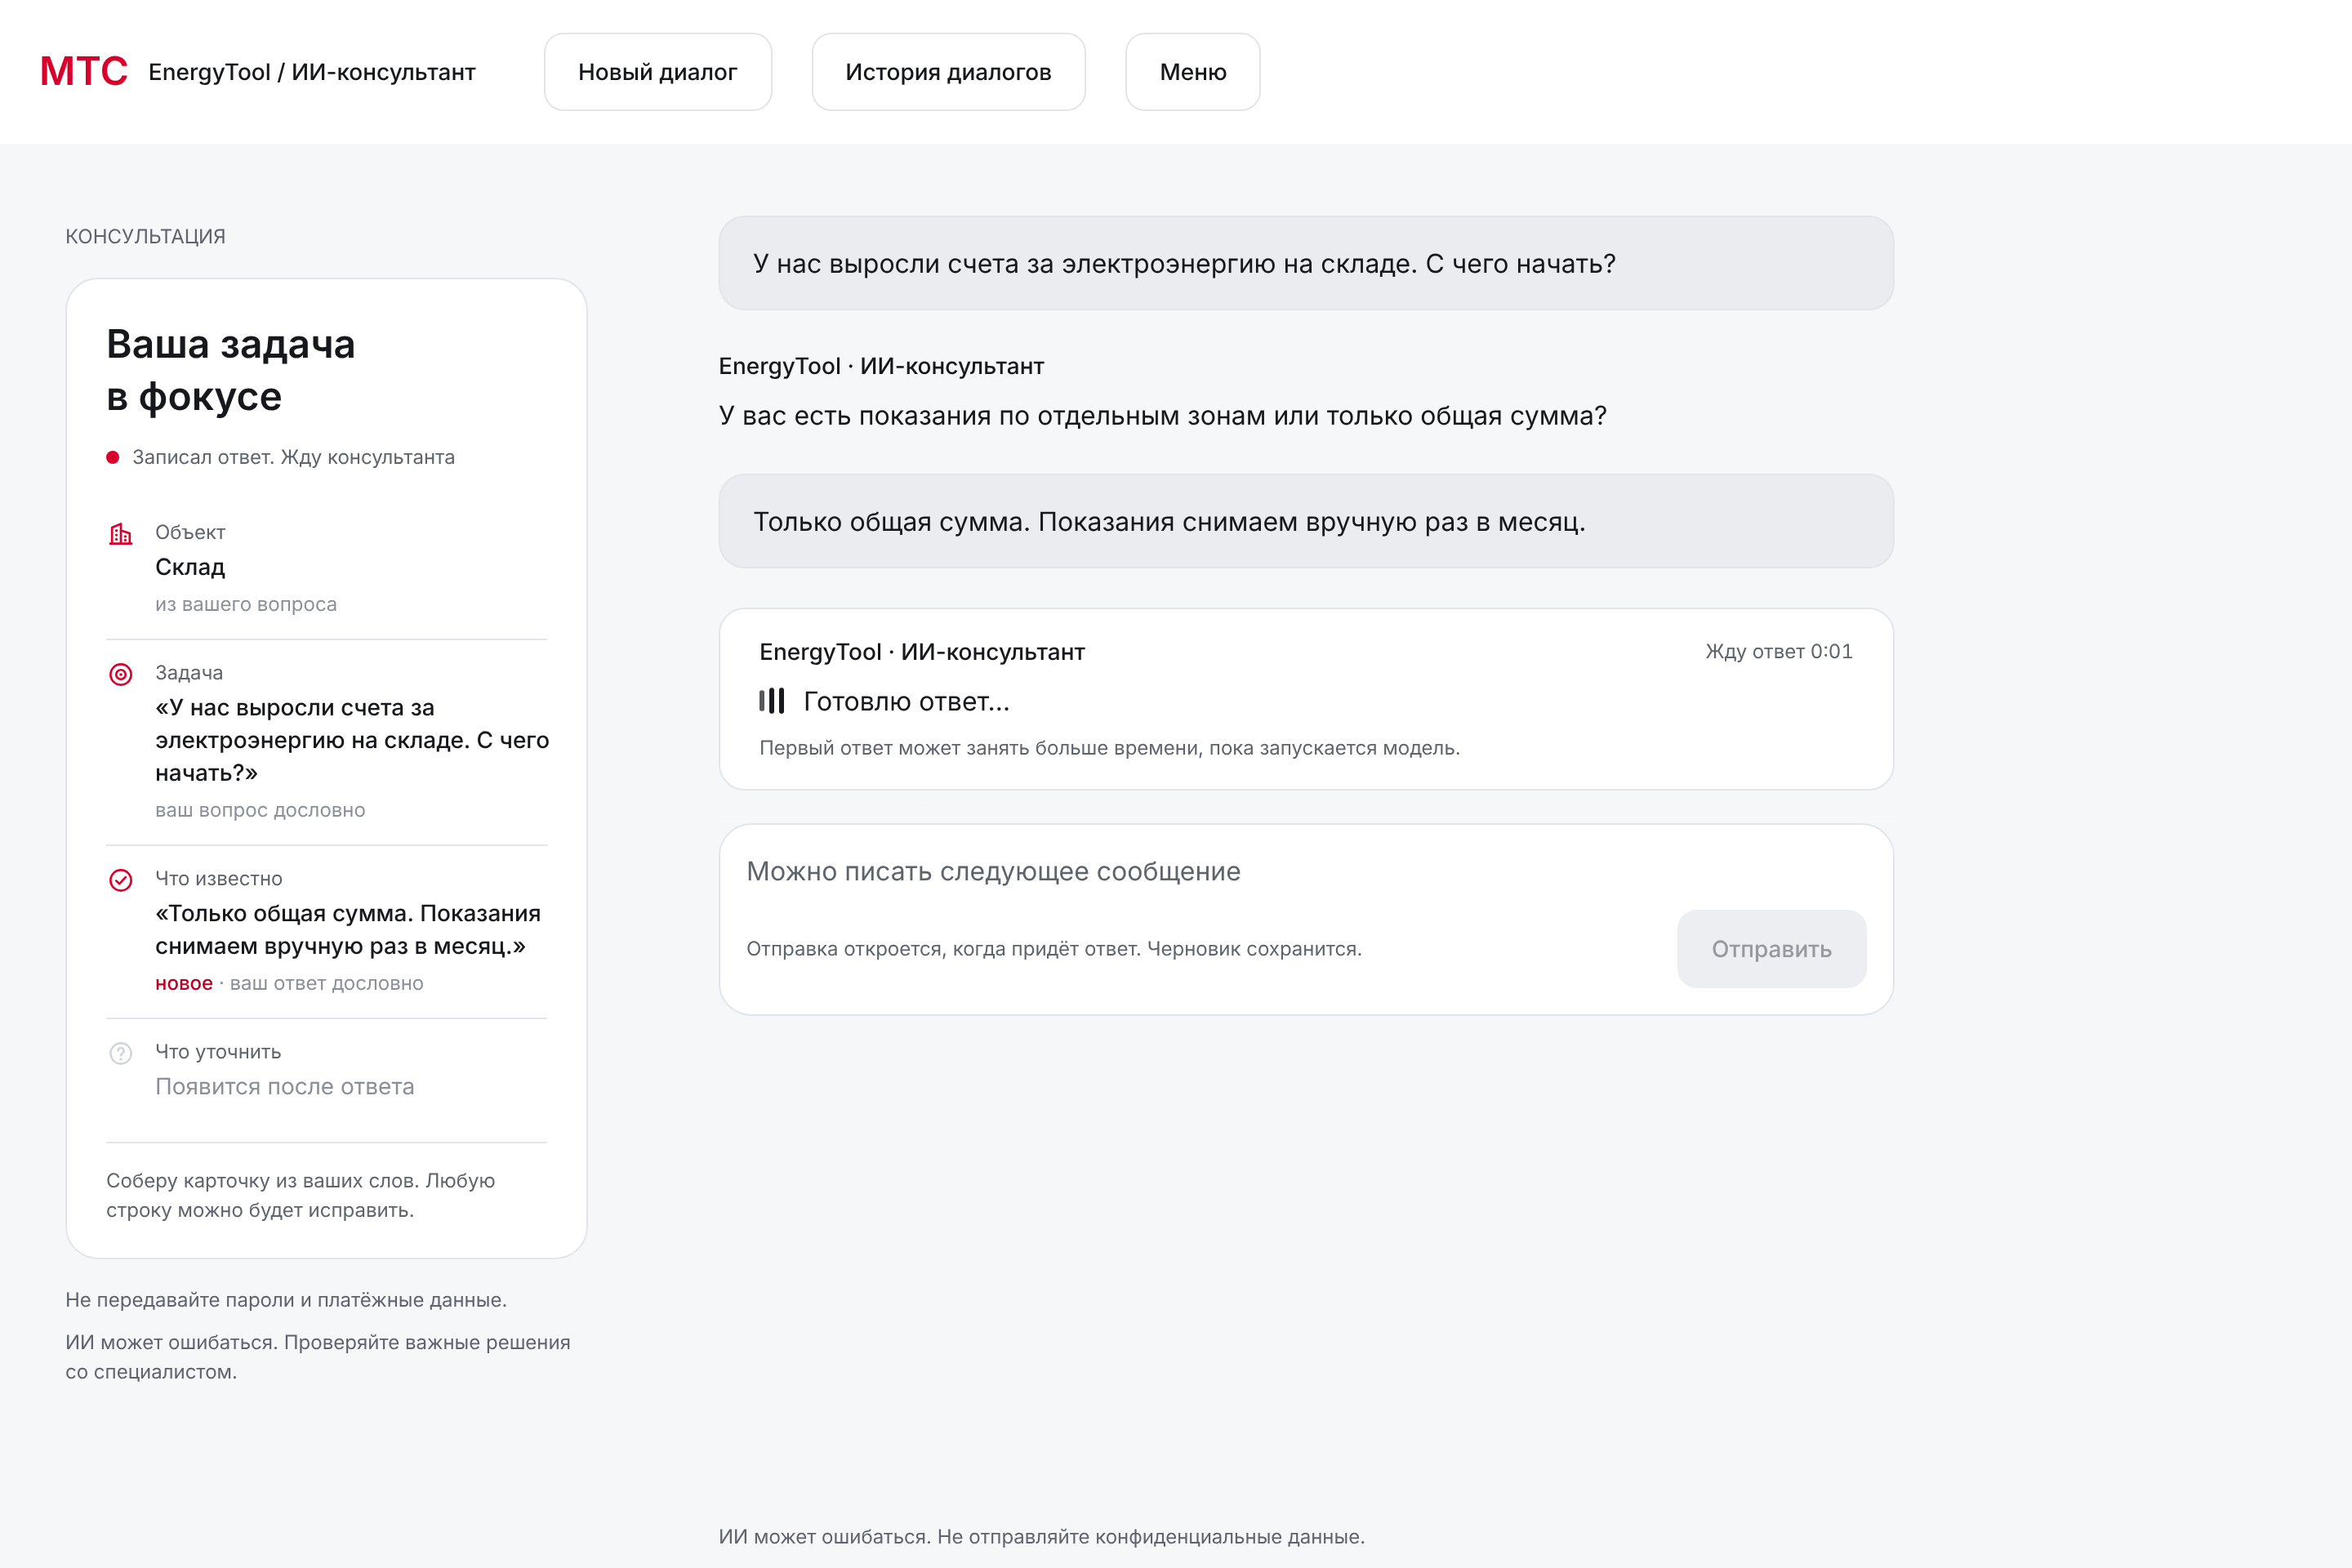 МТС
EnergyTool / ИИ-консультант
Новый диалог
История диалогов
Меню
КОНСУЛЬТАЦИЯ
Ваша задача
в фокусе
Записал ответ. Жду консультанта
Объект
Склад
из вашего вопроса
Задача
«У нас выросли счета за
электроэнергию на складе. С чего
начать?»
ваш вопрос дословно
Что известно
«Только общая сумма. Показания
снимаем вручную раз в месяц.»
новое · ваш ответ дословно
Что уточнить
Появится после ответа
Соберу карточку из ваших слов. Любую
строку можно будет исправить.
Не передавайте пароли и платёжные данные.
ИИ может ошибаться. Проверяйте важные решения
со специалистом.
У нас выросли счета за электроэнергию на складе. С чего начать?
EnergyTool · ИИ-консультант
У вас есть показания по отдельным зонам или только общая сумма?
Только общая сумма. Показания снимаем вручную раз в месяц.
EnergyTool · ИИ-консультант
Жду ответ 0:01
Готовлю ответ...
Первый ответ может занять больше времени, пока запускается модель.
Можно писать следующее сообщение
Отправка откроется, когда придёт ответ. Черновик сохранится.
Отправить
ИИ может ошибаться. Не отправляйте конфиденциальные данные.